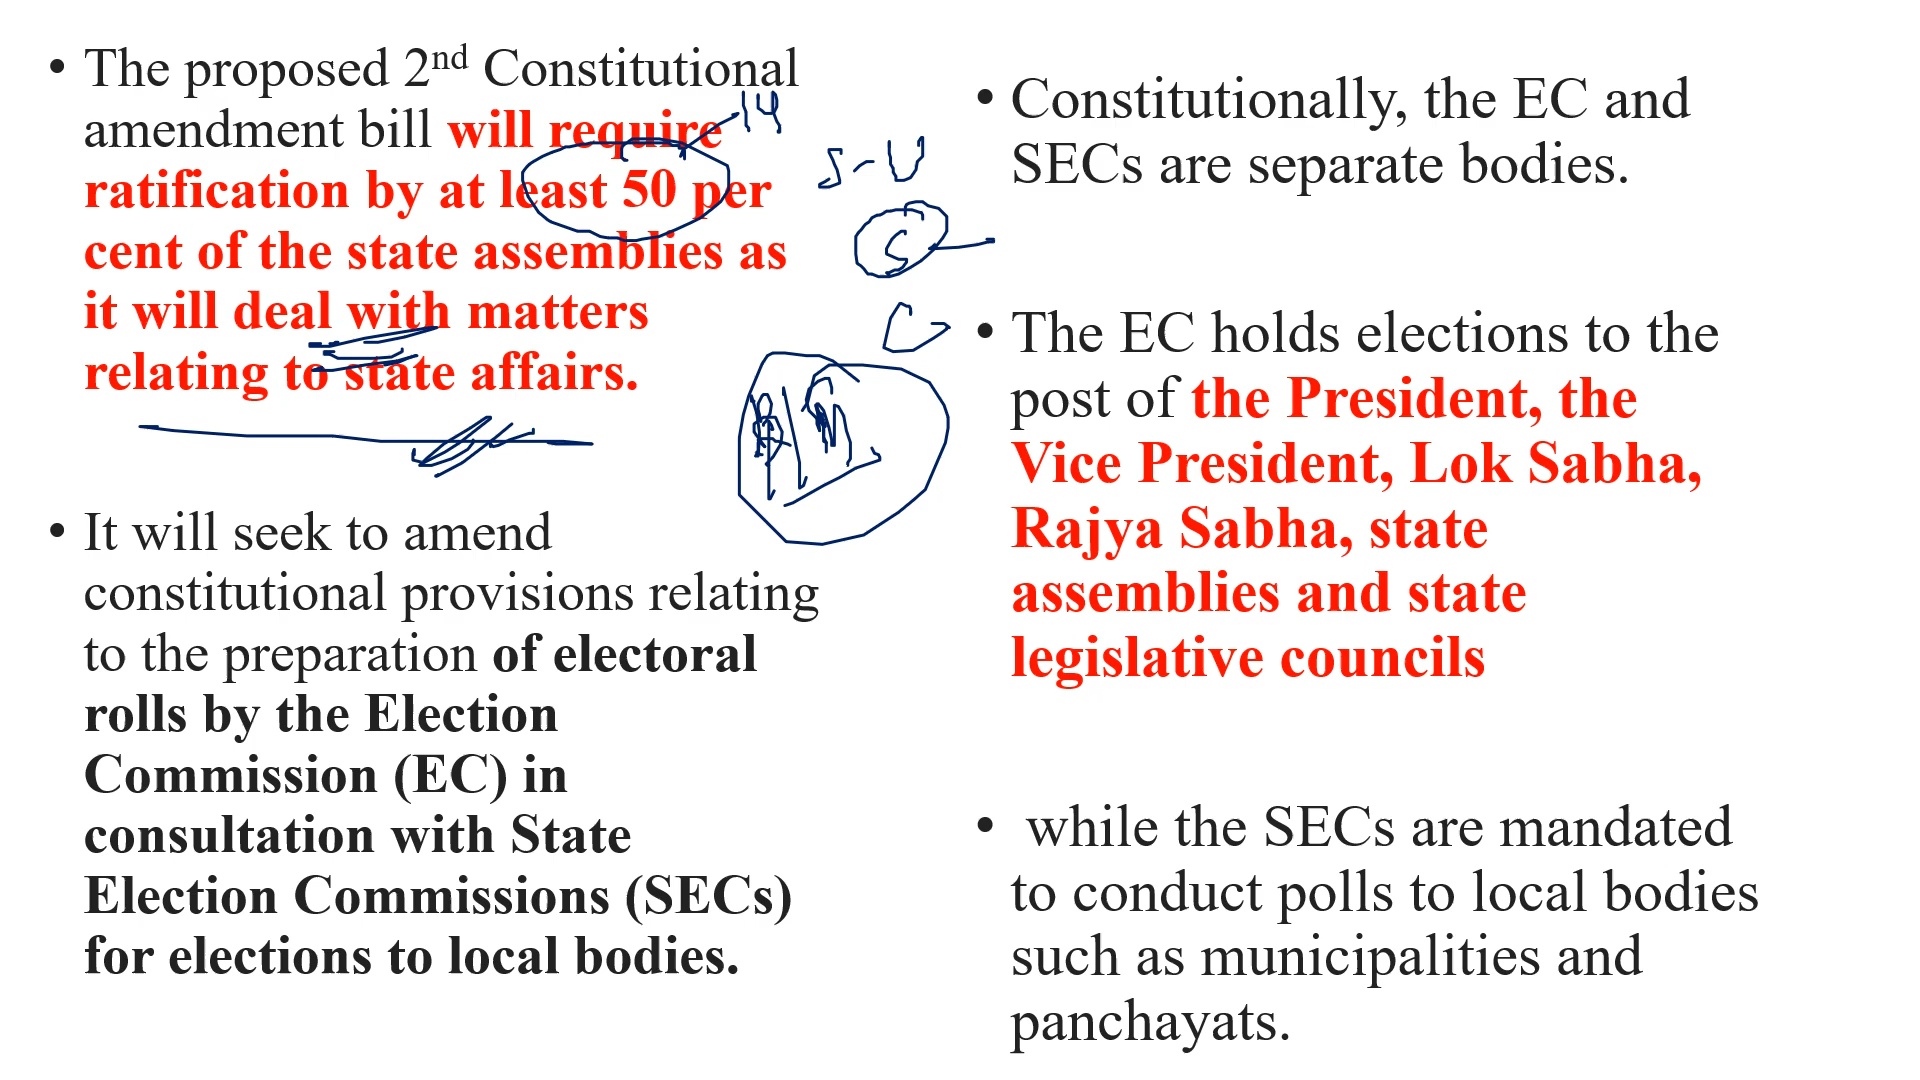 • The proposed 2nd Constitutional
amendment bill will require
ratification by at least 50 per
cent of the state assemblies as
it will deal with matters
relating to state affairs.
• It will seek to amend
constitutional provisions relating
to the preparation of electoral
rolls by the Election
Commission (EC) in
consultation with State
Election Commissions (SECs)
for elections to local bodies.
14
S-U
S
C
• Constitutionally, the EC and
SECs are separate bodies.
• The EC holds elections to the
post of the President, the
Vice President, Lok Sabha,
Rajya Sabha, state
assemblies and state
legislative councils
• while the SECs are mandated
to conduct polls to local bodies
such as municipalities and
panchayats.